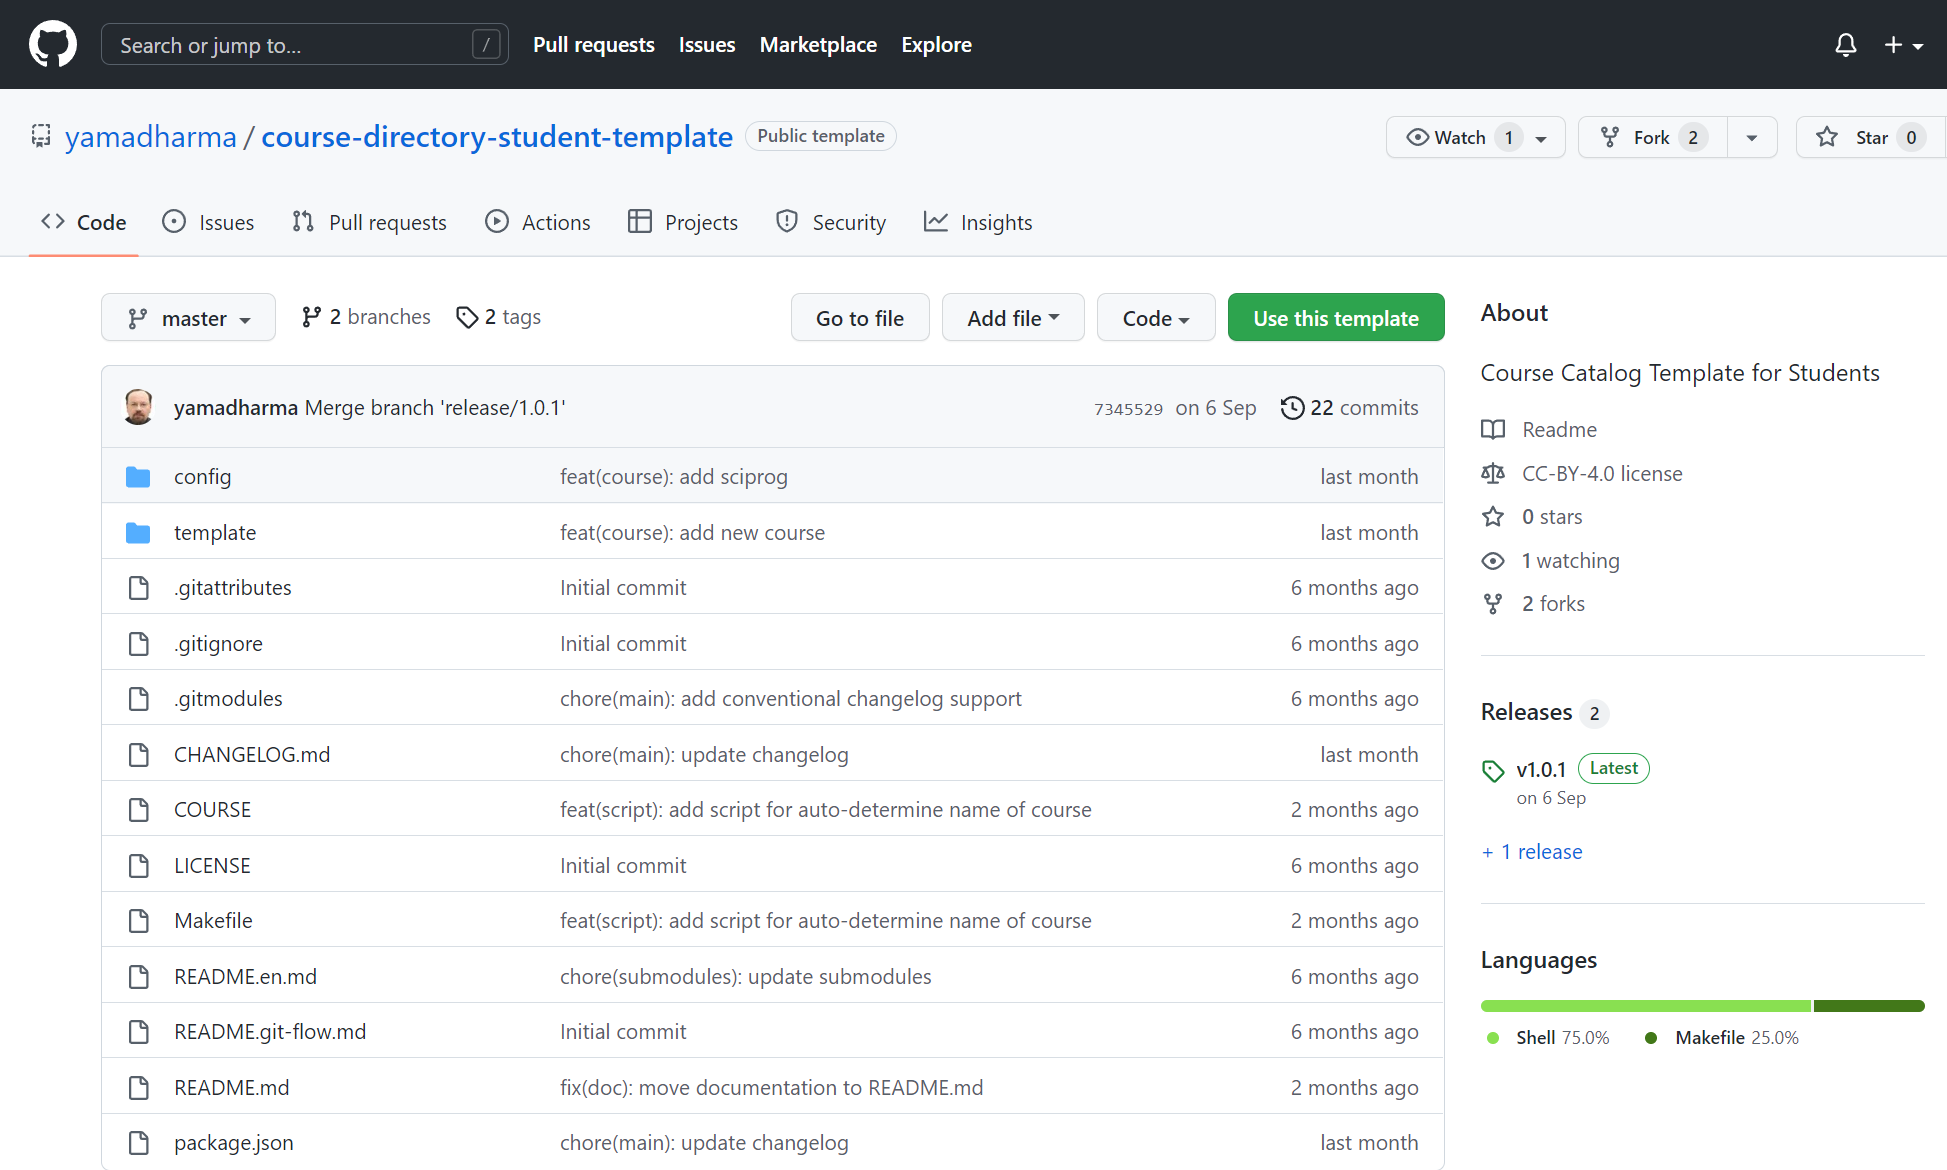 Search or jump to... / Pull requests Issues Marketplace Explore
yamadharma / course-directory-student-template Public template Watch 1 Fork 2 Star 0
Code Issues Pull requests Actions Projects Security Insights
master 2 branches 2 tags Go to file Add file Code Use this template
yamadharma Merge branch 'release/1.0.1' 7345529 on 6 Sep 22 commits
config feat(course): add sciprog last month
template feat(course): add new course last month
.gitattributes Initial commit 6 months ago
.gitignore Initial commit 6 months ago
.gitmodules chore(main): add conventional changelog support 6 months ago
CHANGELOG.md chore(main): update changelog last month
COURSE feat(script): add script for auto-determine name of course 2 months ago
LICENSE Initial commit 6 months ago
Makefile feat(script): add script for auto-determine name of course 2 months ago
README.en.md chore(submodules): update submodules 6 months ago
README.git-flow.md Initial commit 6 months ago
README.md fix(doc): move documentation to README.md 2 months ago
package.json chore(main): update changelog last month
About
Course Catalog Template for Students
Readme
CC-BY-4.0 license
0 stars
1 watching
2 forks
Releases 2
v1.0.1 Latest
on 6 Sep
+ 1 release
Languages
Shell 75.0% Makefile 25.0%